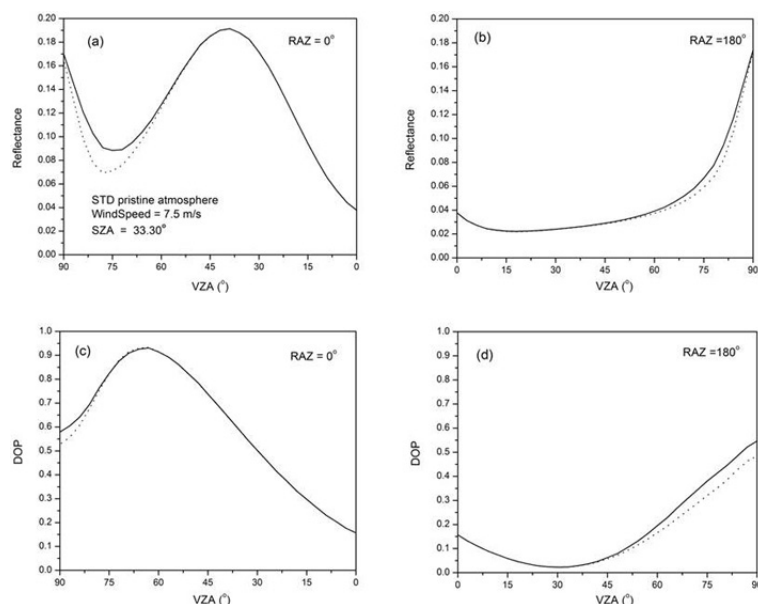 (a)
RAZ = 0°
0.20
0.18
0.16
0.14
0.12
0.10
0.08
0.06
0.04
0.02
0.00
Reflectance
STD pristine atmosphere
WindSpeed = 7.5 m/s
SZA = 33.30°
90 75 60 45 30 15 0
VZA (°)
(b)
RAZ =180°
0.20
0.18
0.16
0.14
0.12
0.10
0.08
0.06
0.04
0.02
0.00
Reflectance
0 15 30 45 60 75 90
VZA (°)
(c)
RAZ = 0°
1.0
0.9
0.8
0.7
0.6
0.5
0.4
0.3
0.2
0.1
0.0
DOP
90 75 60 45 30 15 0
VZA (°)
(d)
RAZ =180°
1.0
0.9
0.8
0.7
0.6
0.5
0.4
0.3
0.2
0.1
0.0
DOP
0 15 30 45 60 75 90
VZA (°)